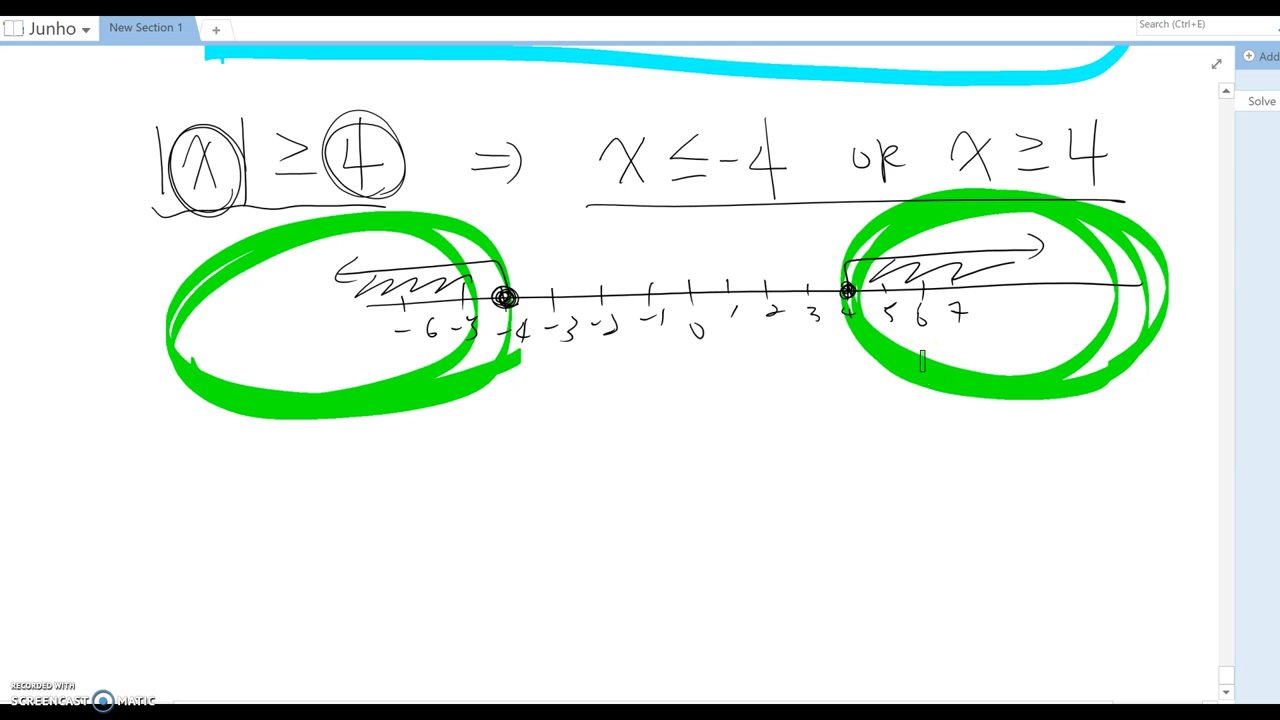 Junho New Section 1 +
Search (Ctrl+E)
Add
Solve
|x| ≥ 4 ⇒ x ≤ -4 or x ≥ 4
-6 -5 -4 -3 -2 -1 0 1 2 3 4 5 6 7
RECORDED WITH
SCREENCAST MATIC